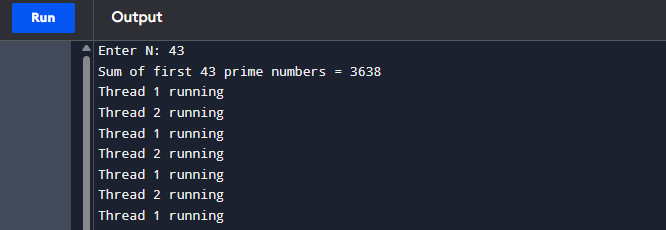 Run
Output
Enter N: 43
Sum of first 43 prime numbers = 3638
Thread 1 running
Thread 2 running
Thread 1 running
Thread 2 running
Thread 1 running
Thread 2 running
Thread 1 running